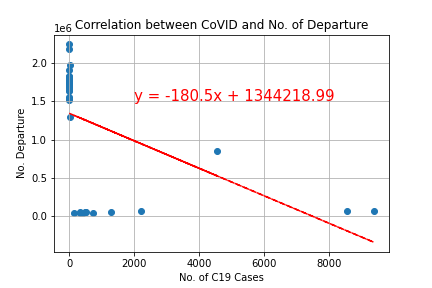 Correlation between CoVID and No. of Departure
1e6
2.0
1.5
1.0
0.5
0.0
No. Departure
y = -180.5x + 1344218.99
0 2000 4000 6000 8000
No. of C19 Cases